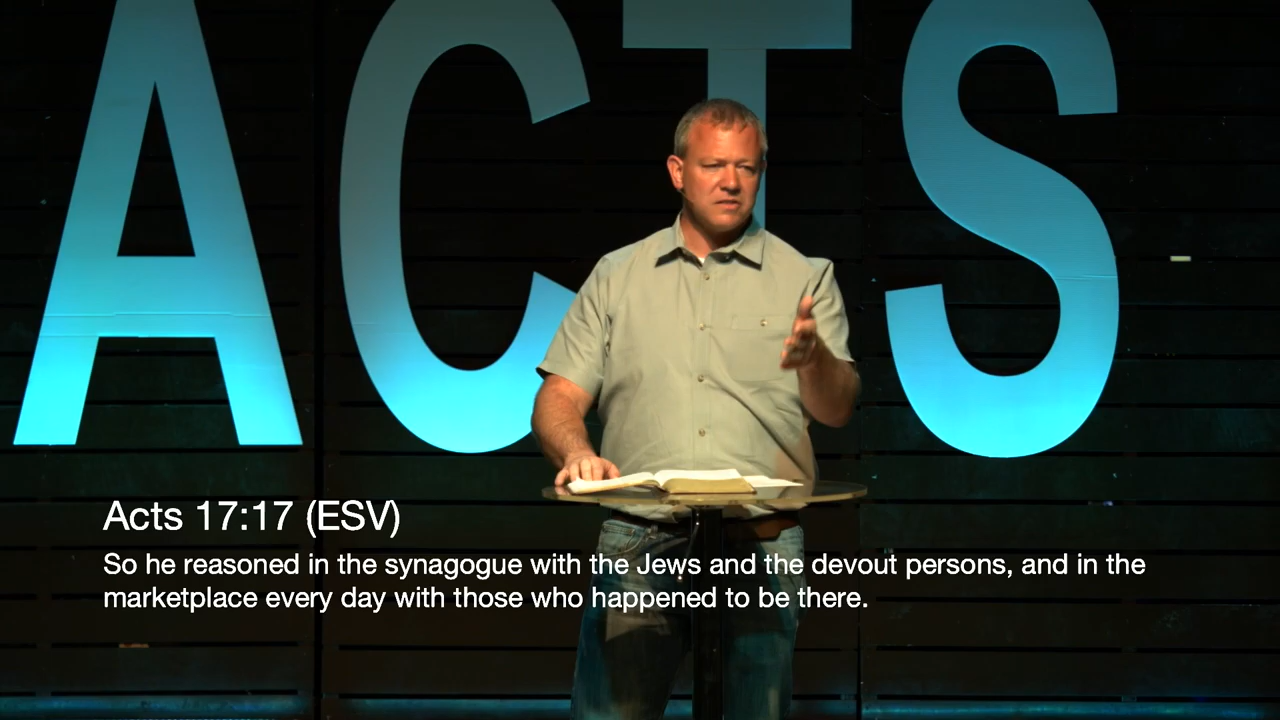 ACTS
Acts 17:17 (ESV)
So he reasoned in the synagogue with the Jews and the devout persons, and in the
marketplace every day with those who happened to be there.